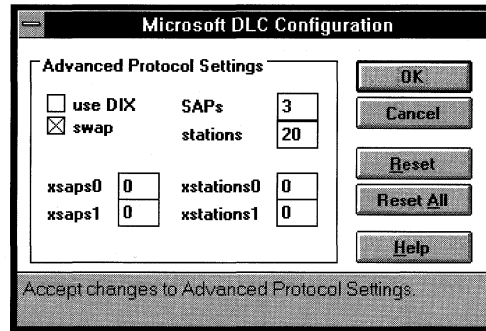 Microsoft DLC Configuration
Advanced Protocol Settings
use DIX
swap
SAPs 3
stations 20
xsaps0 0
xsaps1 0
xstations0 0
xstations1 0
OK
Cancel
Reset
Reset All
Help
Accept changes to Advanced Protocol Settings.